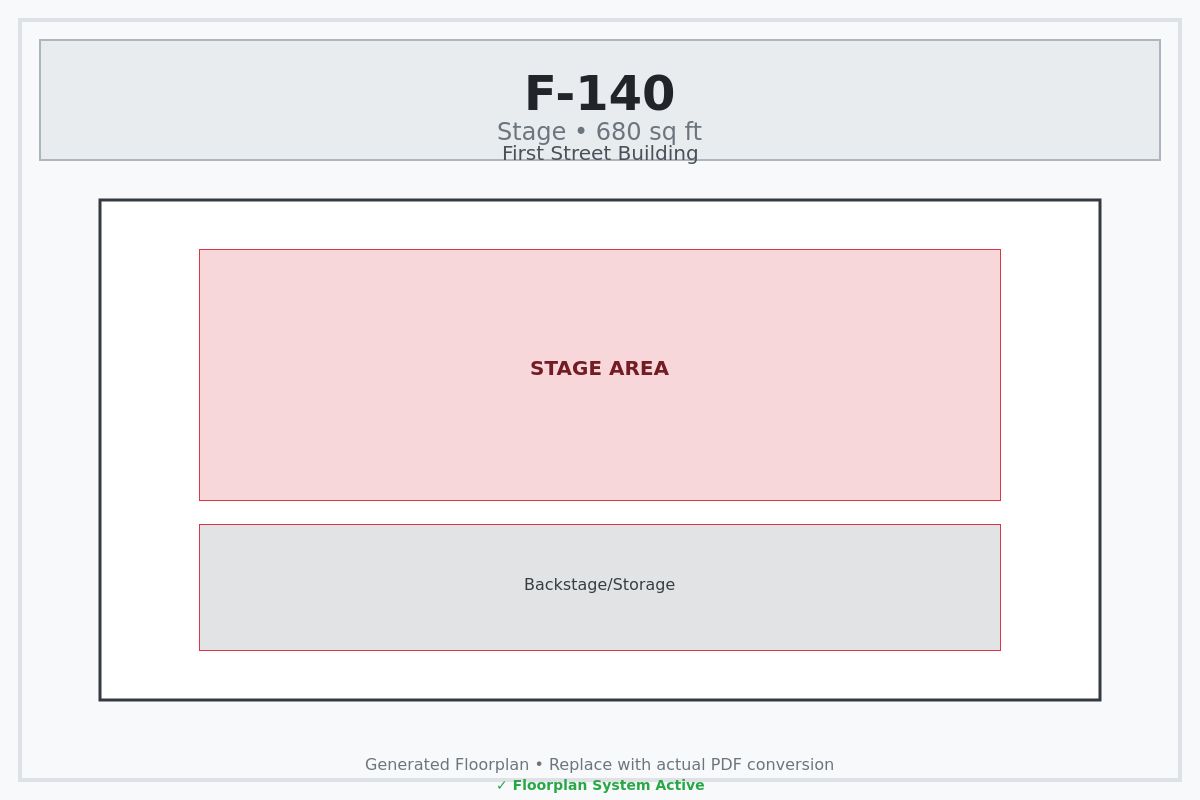 F-140
Stage • 680 sq ft
First Street Building
STAGE AREA
Backstage/Storage
Generated Floorplan • Replace with actual PDF conversion
✓ Floorplan System Active